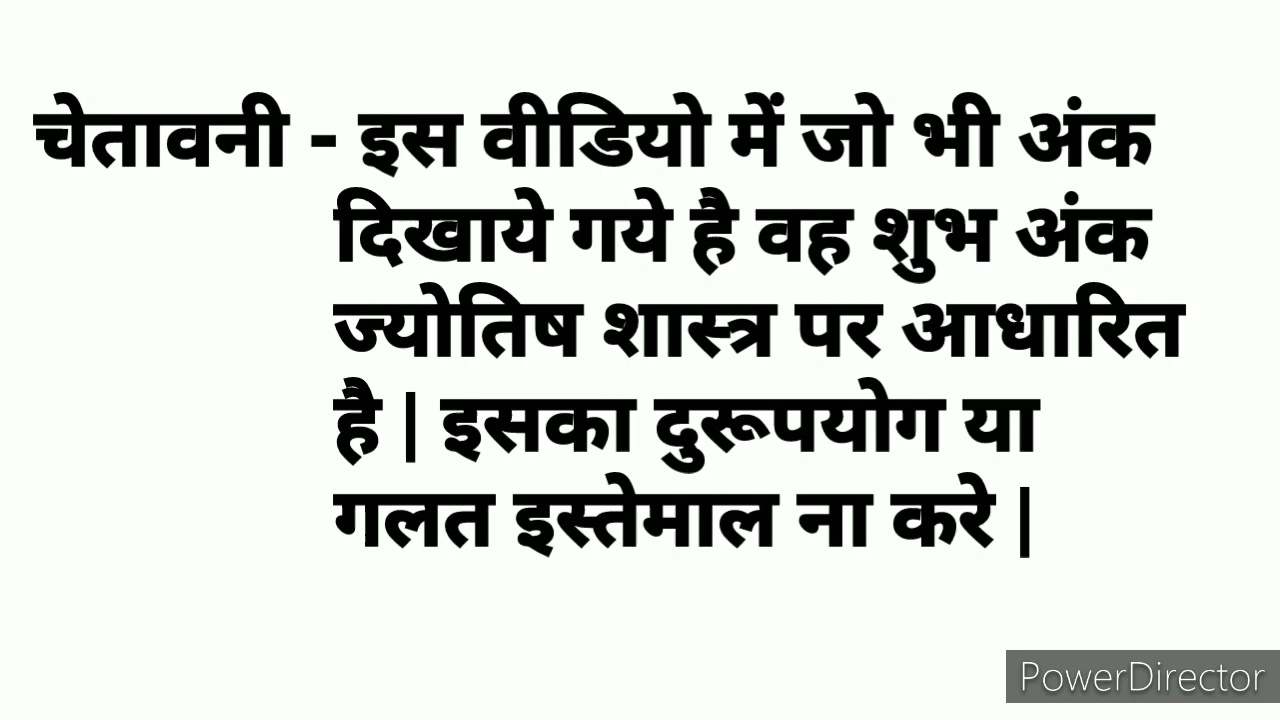 चेतावनी - इस वीडियो में जो भी अंक
दिखाये गये है वह शुभ अंक
ज्योतिष शास्त्र पर आधारित
है | इसका दुरूपयोग या
गलत इस्तेमाल ना करे |
PowerDirector